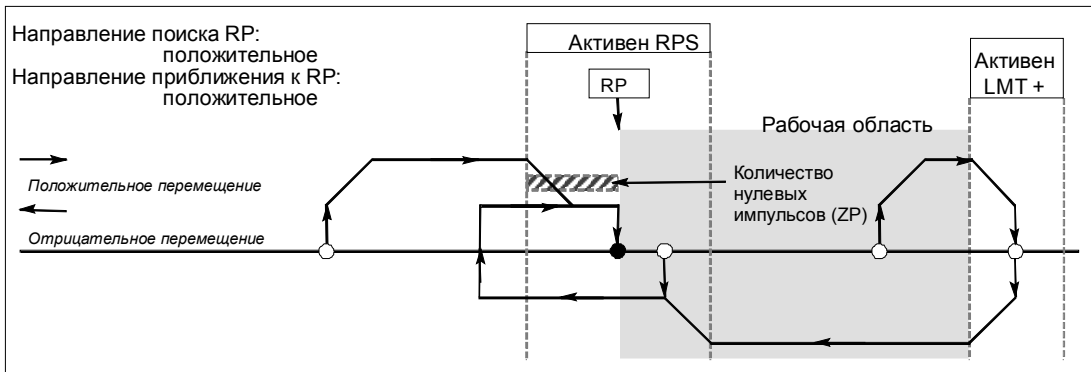 Направление поиска RP:
положительное
Направление приближения к RP:
положительное
Активен RPS
RP
Активен
LMT +
Рабочая область
Положительное перемещение
Отрицательное перемещение
Количество
нулевых
импульсов (ZP)